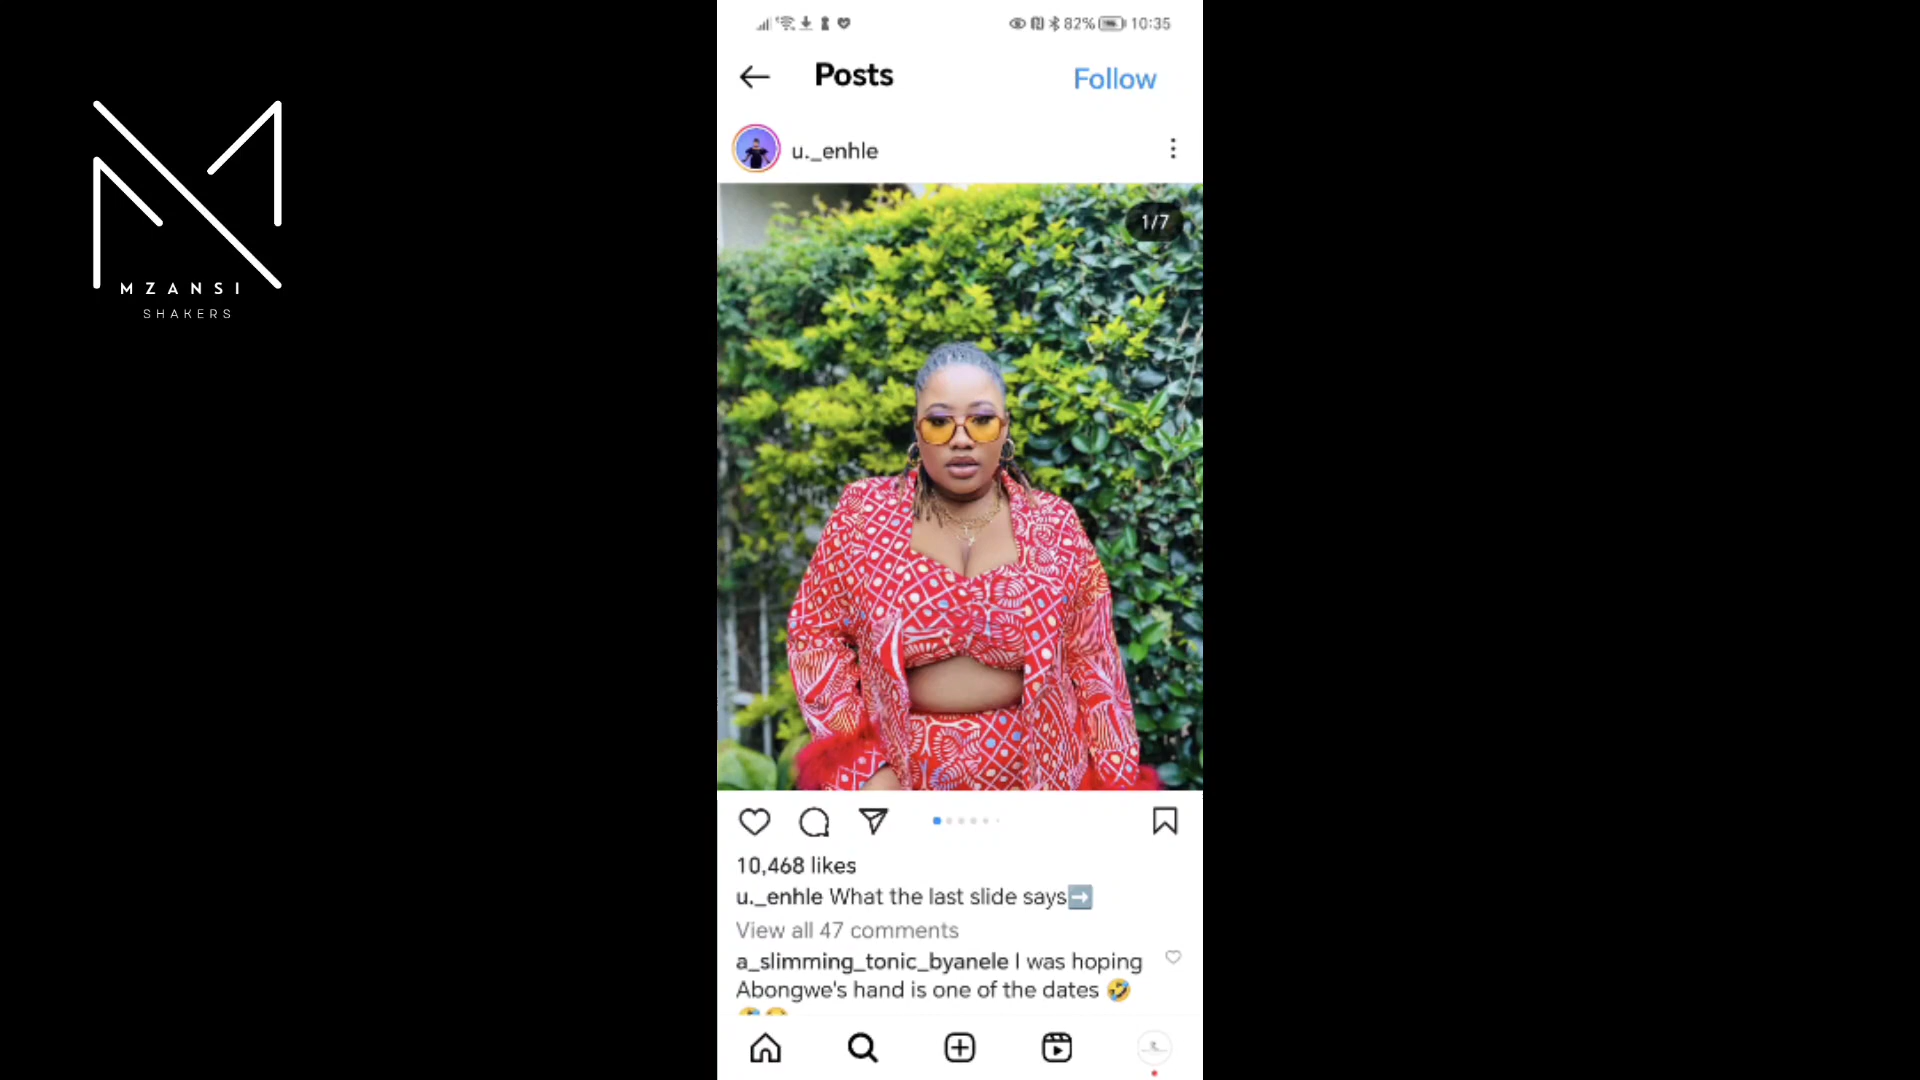 MZANSI
SHAKERS
82% 10:35
Posts
Follow
u._enhle
1/7
10,468 likes
u._enhle What the last slide says➡️
View all 47 comments
a_slimming_tonic_byanele I was hoping
Abongwe's hand is one of the dates 🤣